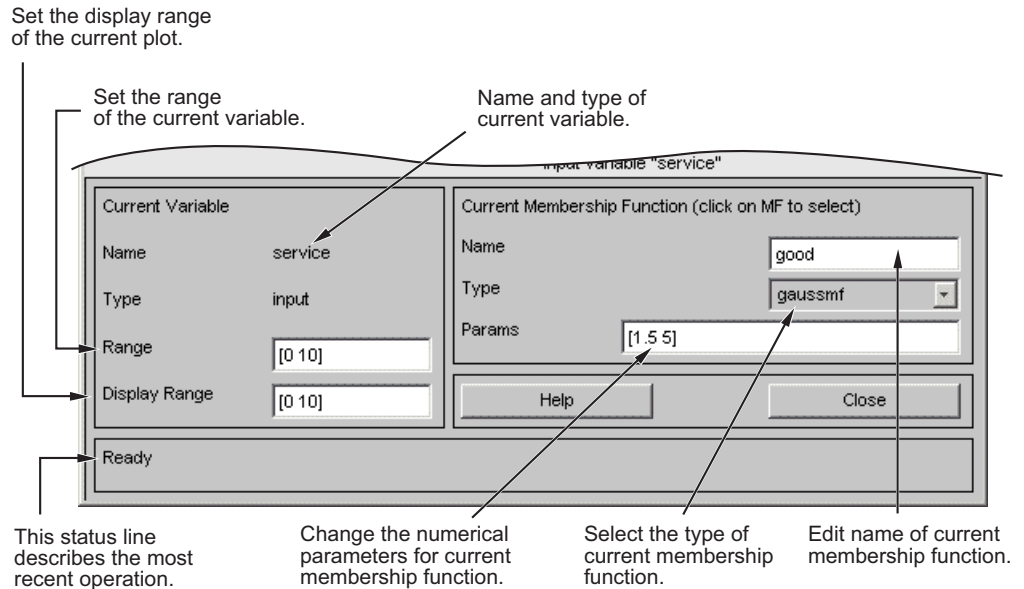 Set the display range
of the current plot.
Set the range
of the current variable.
Name and type of
current variable.
Input variable "service"
Current Variable
Name
service
Type
input
Range
[0 10]
Display Range
[0 10]
Current Membership Function (click on MF to select)
Name
good
Type
gaussmf
Params
[1.5 5]
Help
Close
Ready
This status line
describes the most
recent operation.
Change the numerical
parameters for current
membership function.
Select the type of
current membership
function.
Edit name of current
membership function.